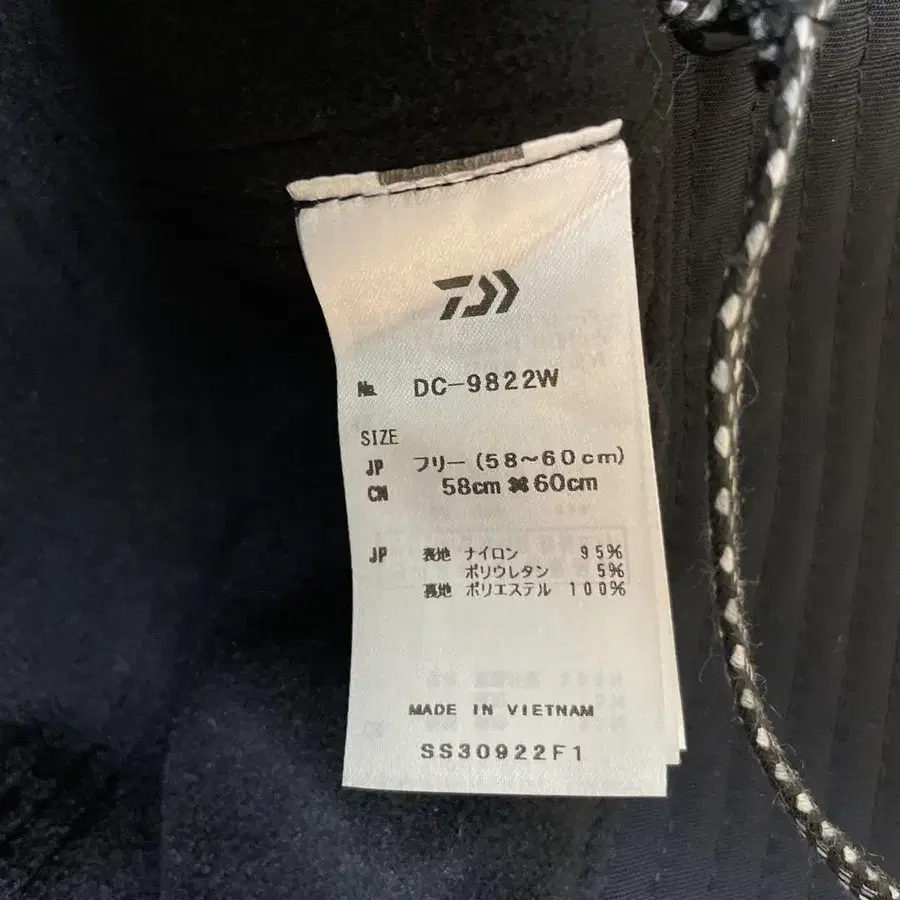 No. DC-9822W
SIZE
JP フリー (58~60cm)
CN 58cm ✖ 60cm
JP 表地 ナイロン 95%
ポリウレタン 5%
裏地 ポリエステル 100%
MADE IN VIETNAM
SS30922F1